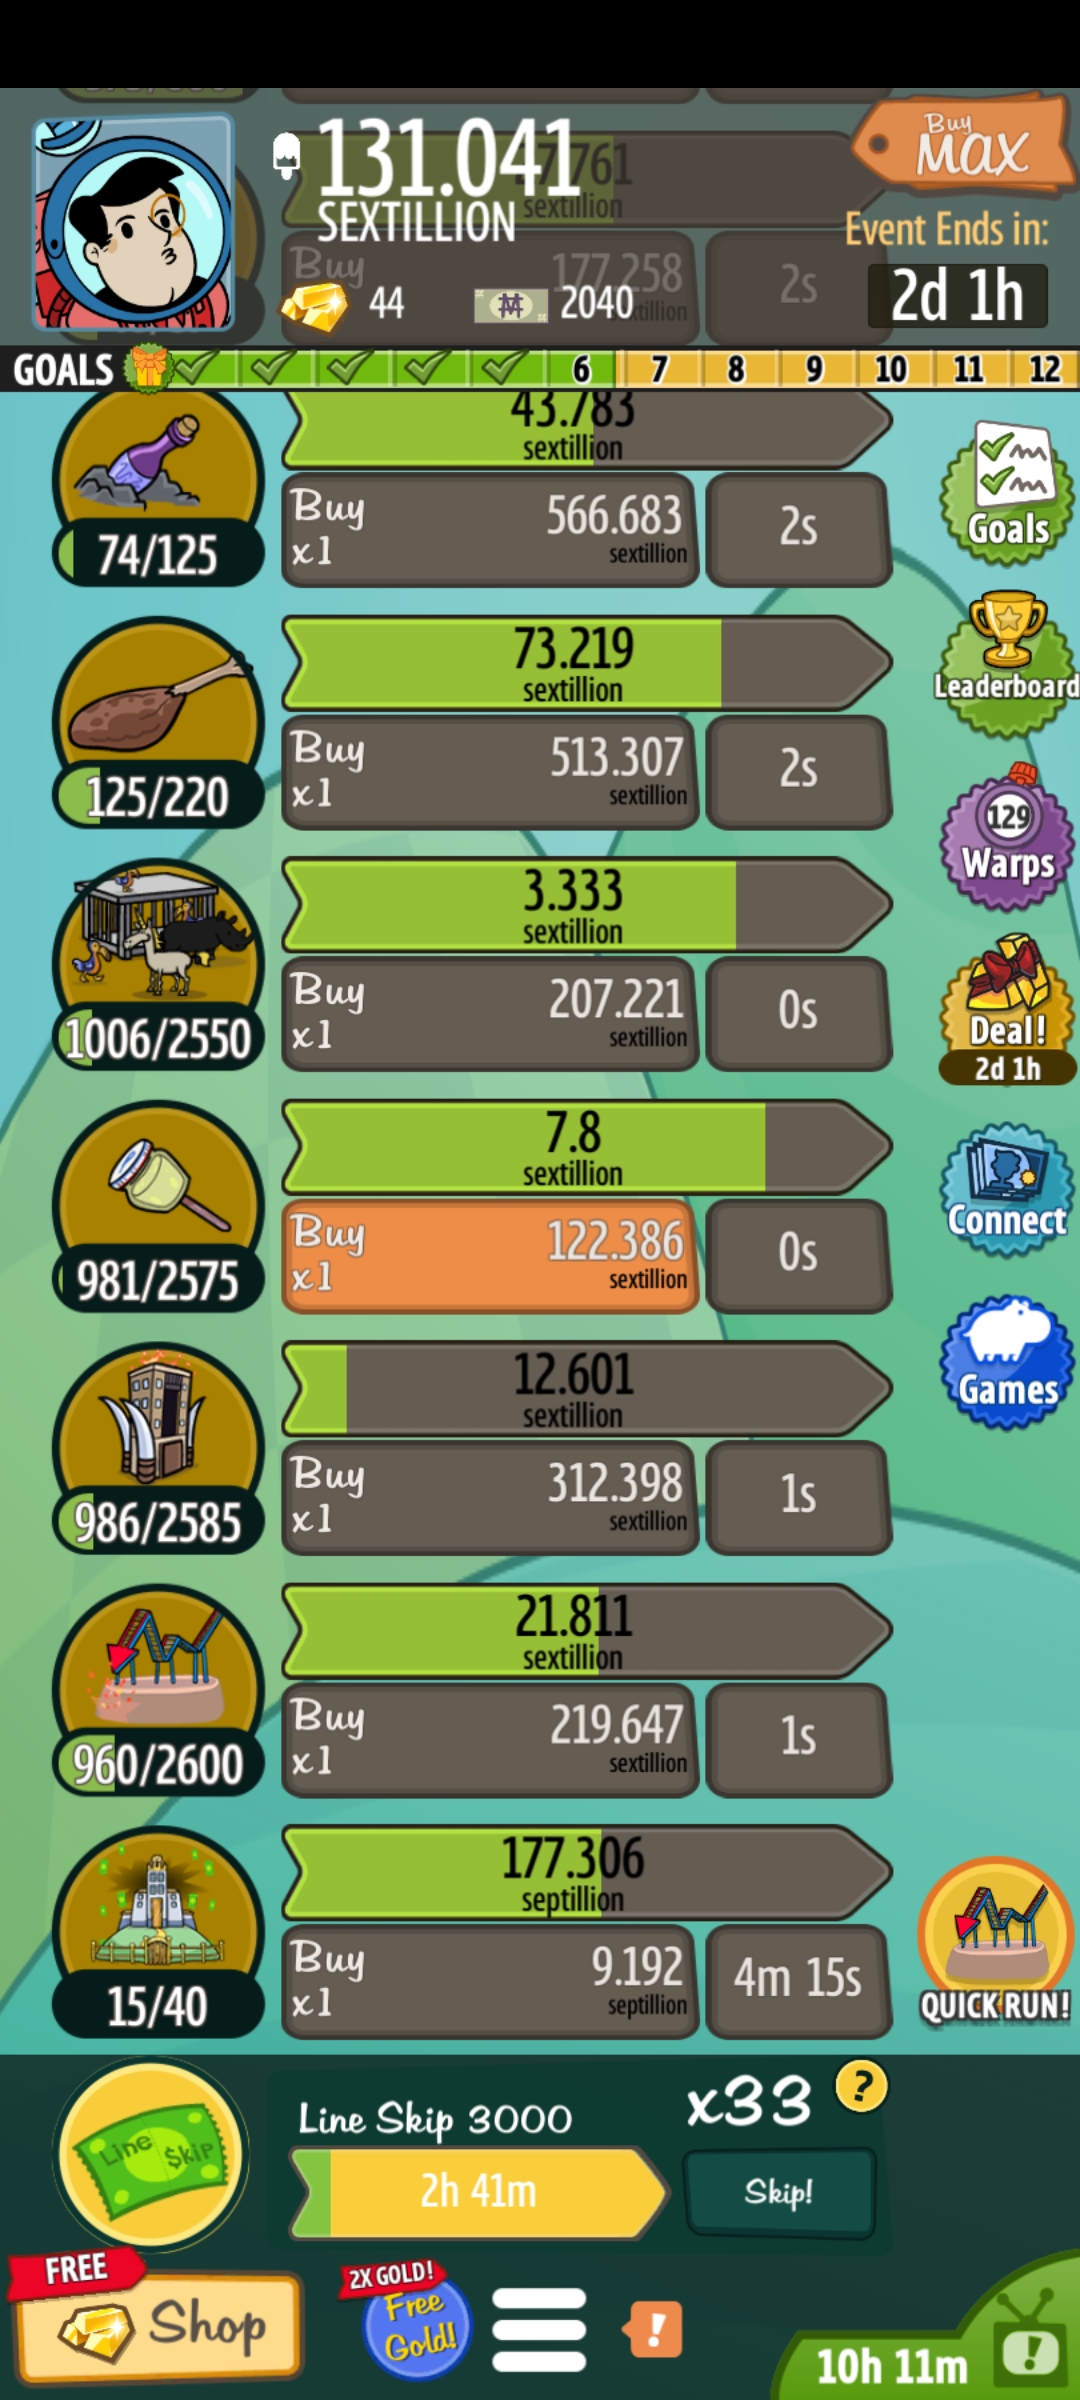 131.041
SEXTILLION
Buy
MAX
sextillion
Event Ends in:
Buy
177.258
2s
44
2040
2d 1h
GOALS
6
7
8
9
10
11
12
43.783
sextillion
Buy
x1
566.683
sextillion
2s
74/125
Goals
73.219
sextillion
Buy
x1
513.307
sextillion
2s
125/220
Leaderboard
129
Warps
3.333
sextillion
Buy
x1
207.221
sextillion
0s
1006/2550
Deal!
2d 1h
7.8
sextillion
Buy
x1
122.386
sextillion
0s
981/2575
Connect
12.601
sextillion
Buy
x1
312.398
sextillion
1s
986/2585
Games
21.811
sextillion
Buy
x1
219.647
sextillion
1s
960/2600
177.306
septillion
Buy
x1
9.192
septillion
4m 15s
15/40
QUICK RUN!
Line Skip
Line Skip 3000
x33
?
2h 41m
Skip!
FREE
Shop
2X GOLD!
Free
Gold!
!
10h 11m
!